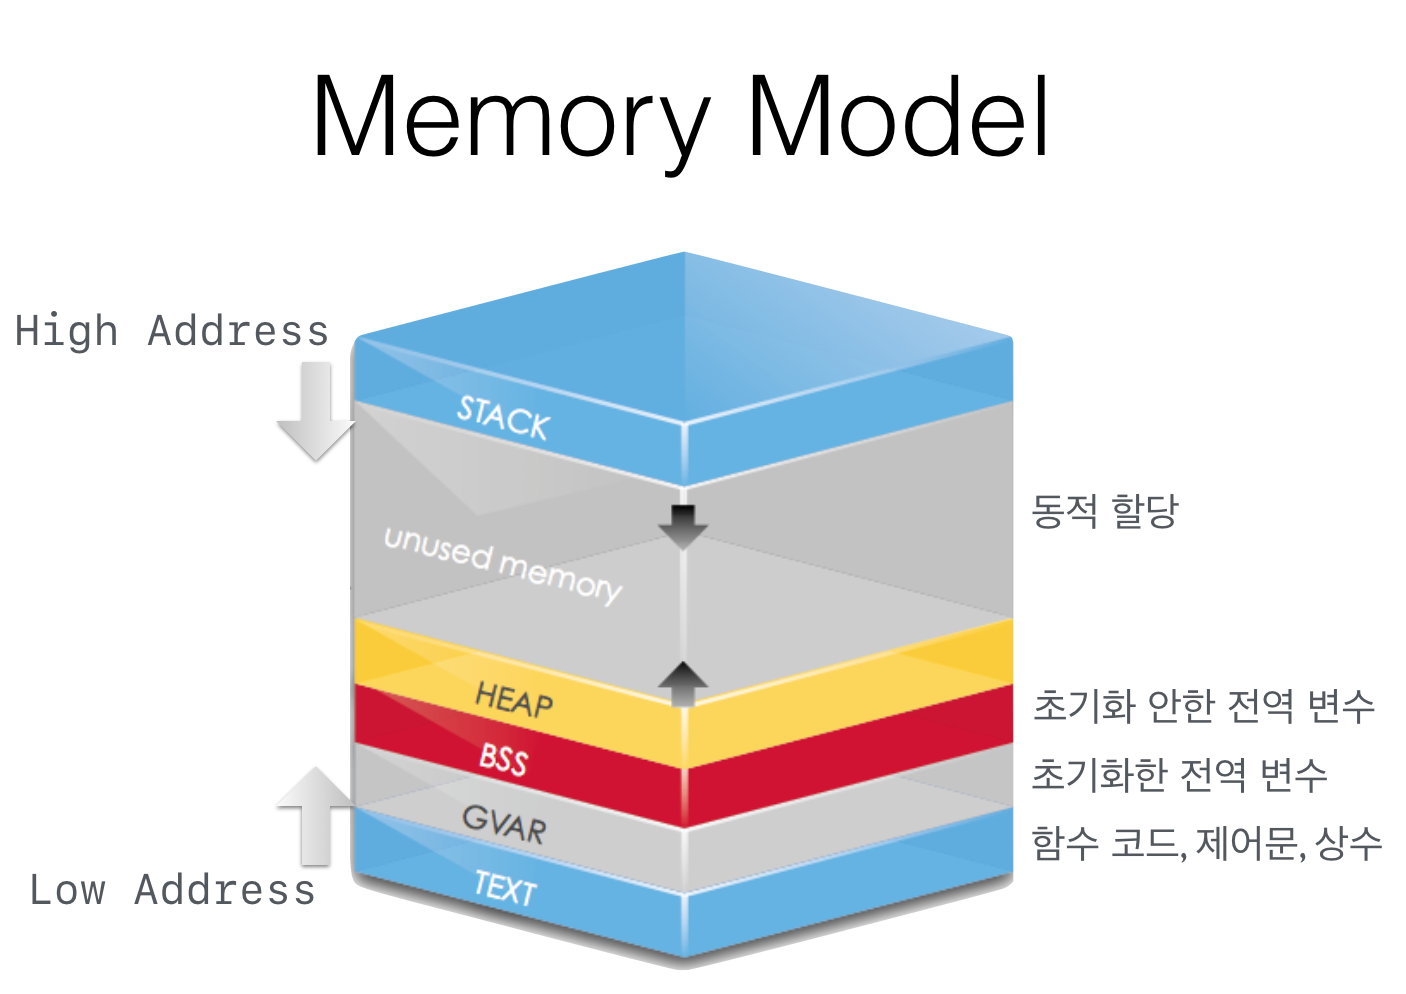 Memory Model
High Address
STACK
unused memory
동적 할당
HEAP
초기화 안한 전역 변수
BSS
초기화한 전역 변수
GVAR
함수 코드, 제어문, 상수
TEXT
Low Address